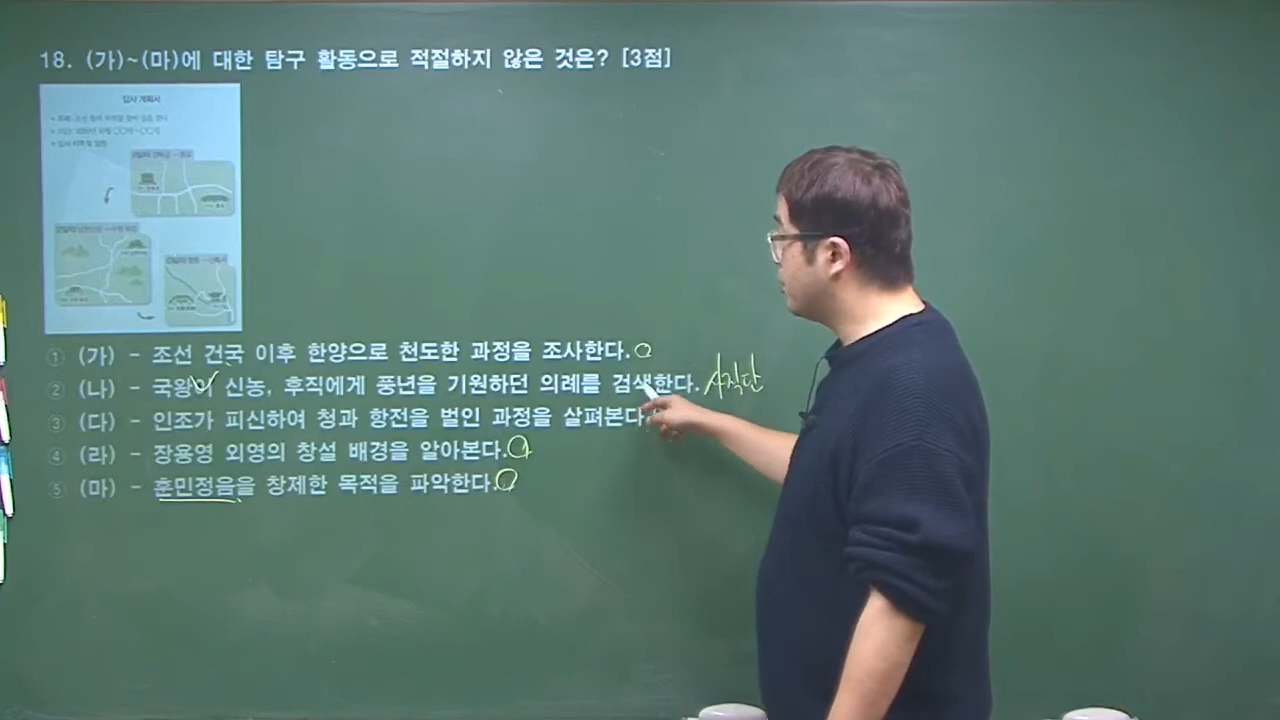 18. (가)~(마)에 대한 탐구 활동으로 적절하지 않은 것은? [3점]
답사 계획서
① (가) - 조선 건국 이후 한양으로 천도한 과정을 조사한다.
② (나) - 국왕이 신농, 후직에게 풍년을 기원하던 의례를 검색한다. 사직단
③ (다) - 인조가 피신하여 청과 항전을 벌인 과정을 살펴본다
④ (라) - 장용영 외영의 창설 배경을 알아본다.
⑤ (마) - 훈민정음을 창제한 목적을 파악한다.